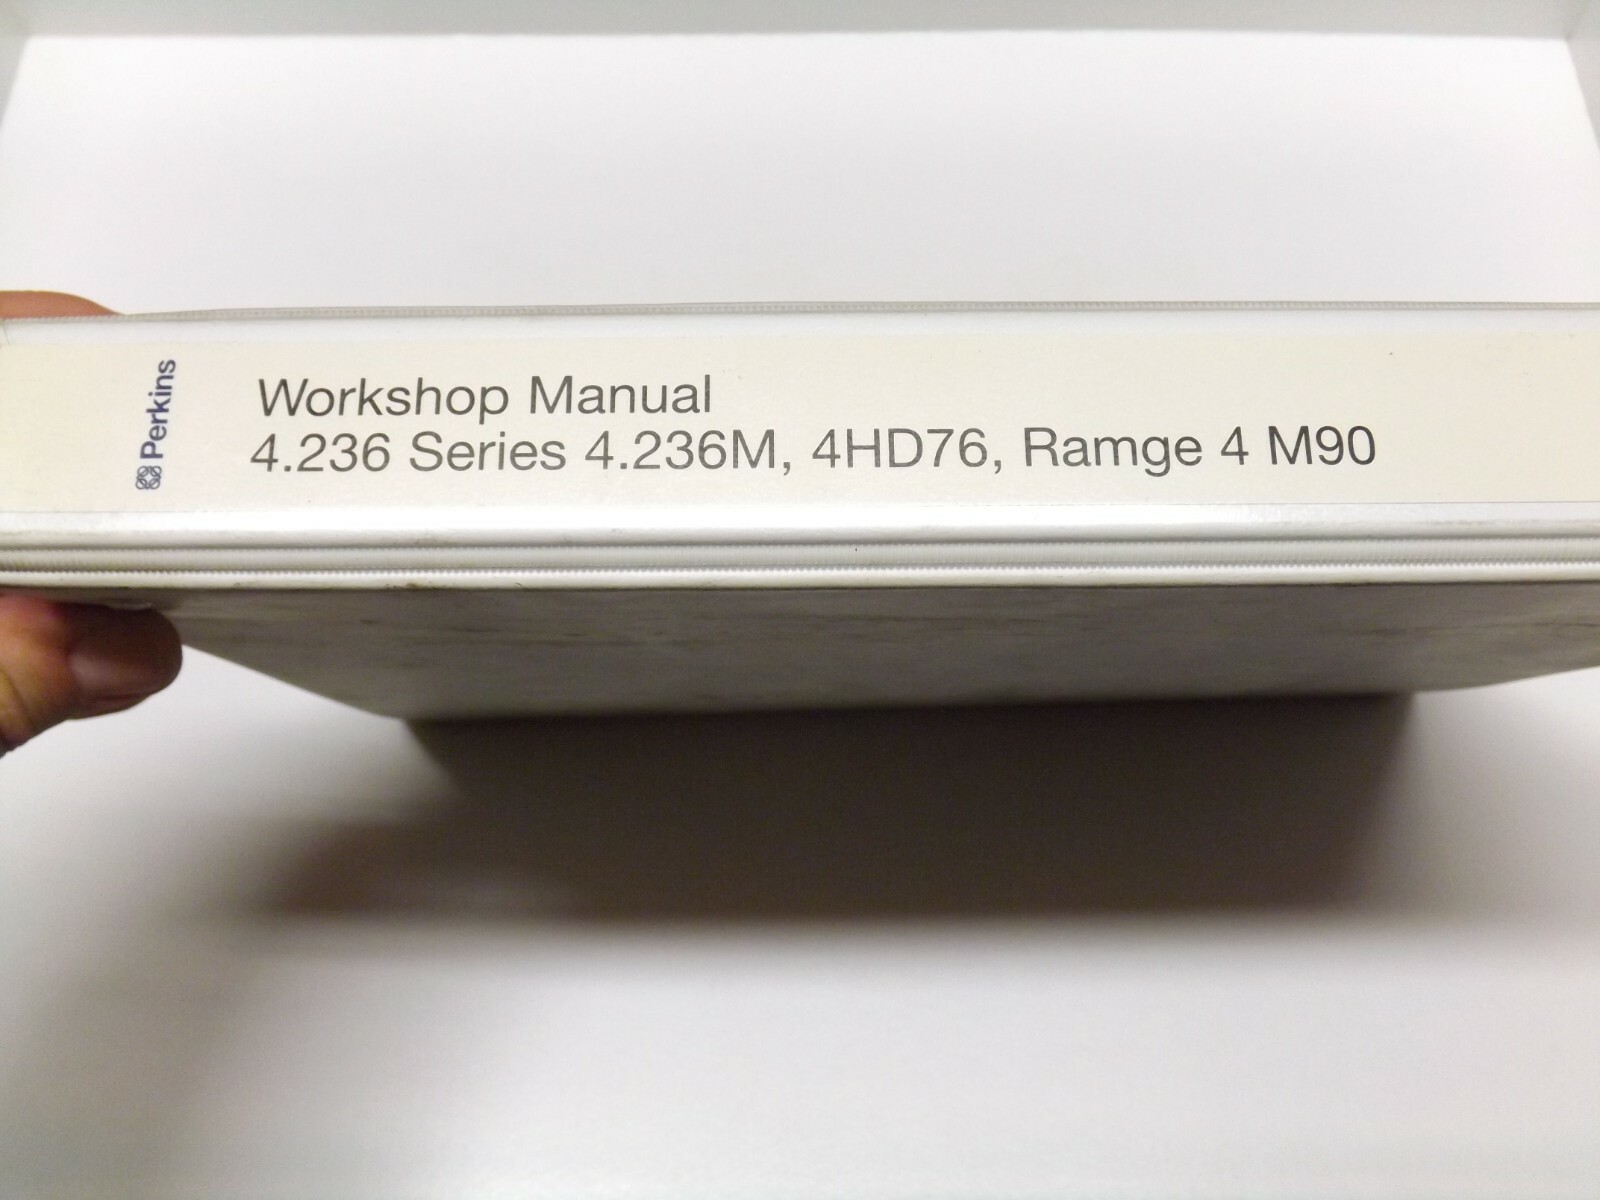 Perkins
Workshop Manual
4.236 Series 4.236M, 4HD76, Ramge 4 M90